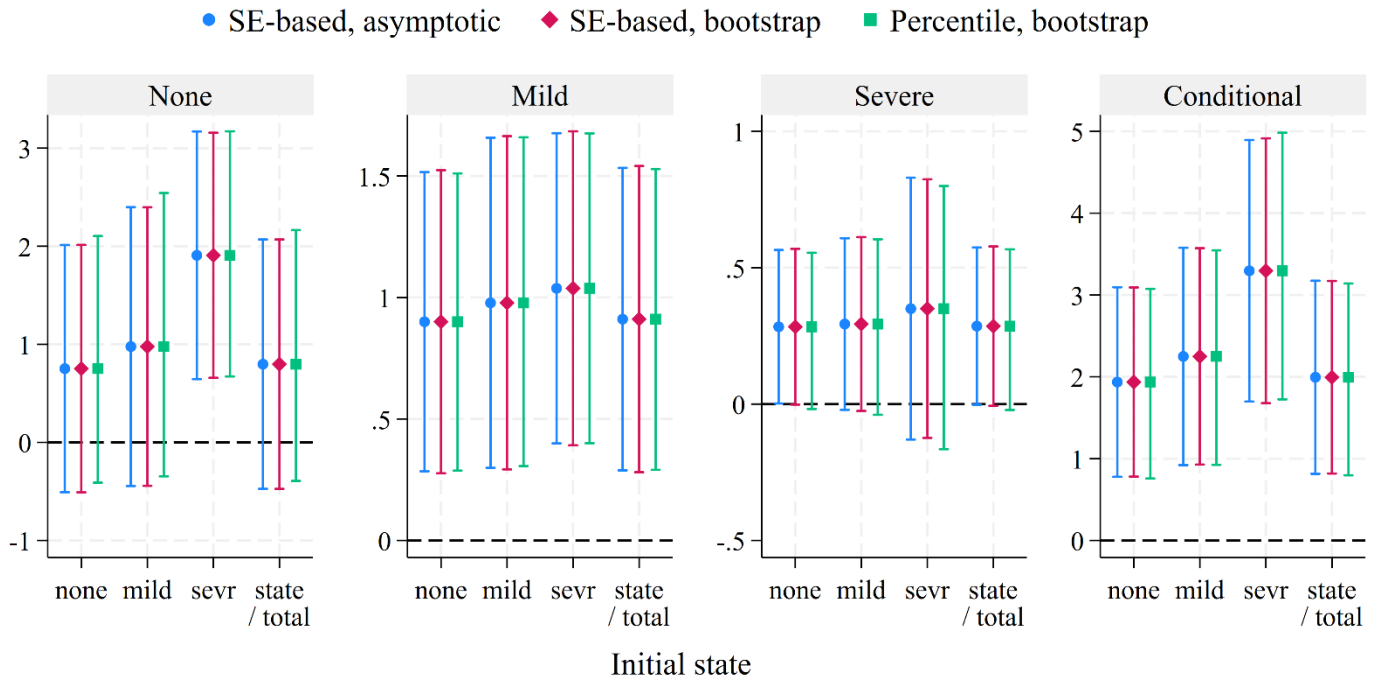 SE-based, asymptotic SE-based, bootstrap Percentile, bootstrap
None Mild Severe Conditional
3
2
1
0
-1
1.5
1
.5
0
1
.5
0
-.5
5
4
3
2
1
0
none mild sevr state / total
none mild sevr state / total
none mild sevr state / total
none mild sevr state / total
Initial state